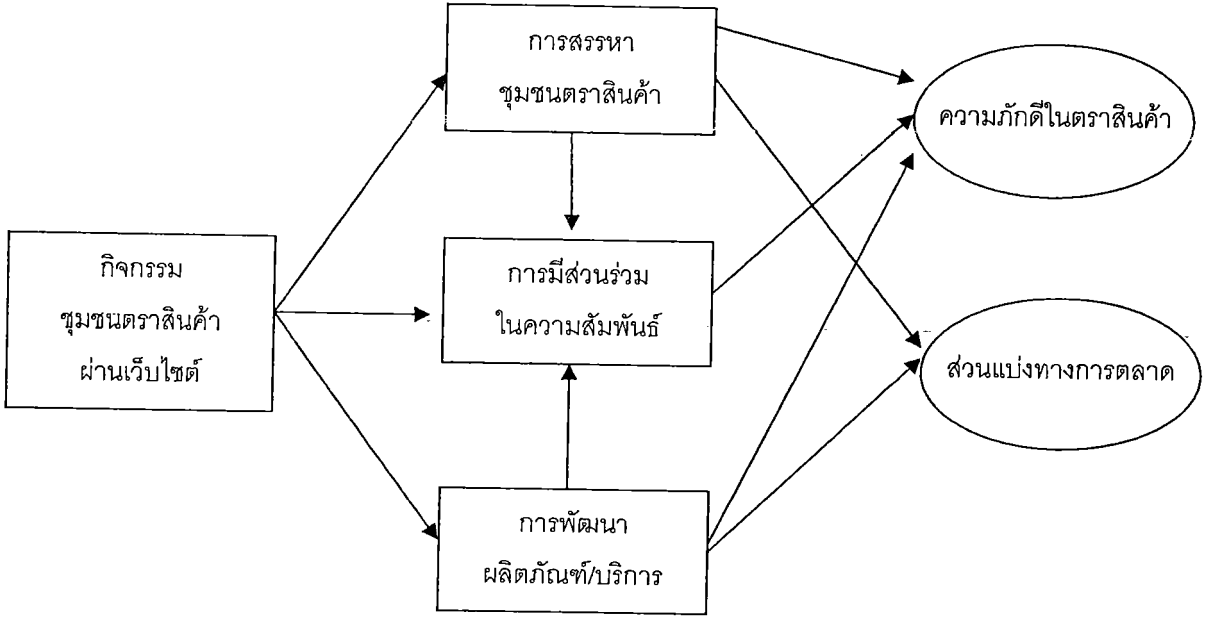 การสรรหา
ชุมชนตราสินค้า
ความภักดีในตราสินค้า
กิจกรรม
ชุมชนตราสินค้า
ผ่านเว็บไซต์
การมีส่วนร่วม
ในความสัมพันธ์
ส่วนแบ่งทางการตลาด
การพัฒนา
ผลิตภัณฑ์/บริการ